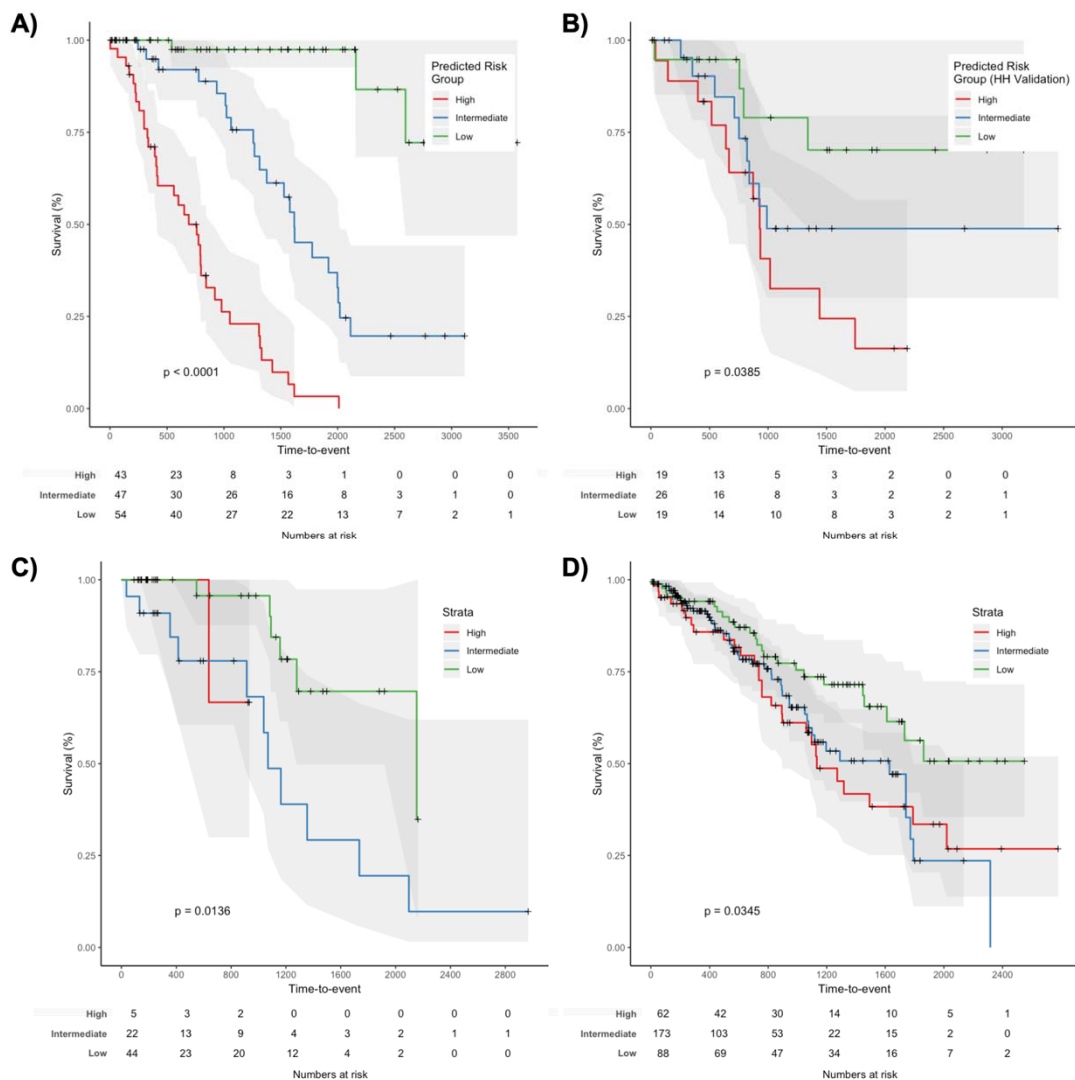 A)
Predicted Risk
Group
High
Intermediate
Low
Survival (%)
1.00
0.75
0.50
0.25
0.00
p < 0.0001
0 500 1000 1500 2000 2500 3000 3500
Time-to-event
High 43 23 8 3 1 0 0 0
Intermediate 47 30 26 16 8 3 1 0
Low 54 40 27 22 13 7 2 1
Numbers at risk
B)
Predicted Risk
Group (HH Validation)
High
Intermediate
Low
Survival (%)
1.00
0.75
0.50
0.25
0.00
p = 0.0385
0 500 1000 1500 2000 2500 3000
Time-to-event
High 19 13 5 3 2 0 0
Intermediate 26 16 8 3 2 2 1
Low 19 14 10 8 3 2 1
Numbers at risk
C)
Strata
High
Intermediate
Low
Survival (%)
1.00
0.75
0.50
0.25
0.00
p = 0.0136
0 400 800 1200 1600 2000 2400 2800
Time-to-event
High 5 3 2 0 0 0 0 0
Intermediate 22 13 9 4 3 2 1 1
Low 44 23 20 12 4 2 0 0
Numbers at risk
D)
Strata
High
Intermediate
Low
Survival (%)
1.00
0.75
0.50
0.25
0.00
p = 0.0345
0 400 800 1200 1600 2000 2400
Time-to-event
High 62 42 30 14 10 5 1
Intermediate 173 103 53 22 15 2 0
Low 88 69 47 34 16 7 2
Numbers at risk